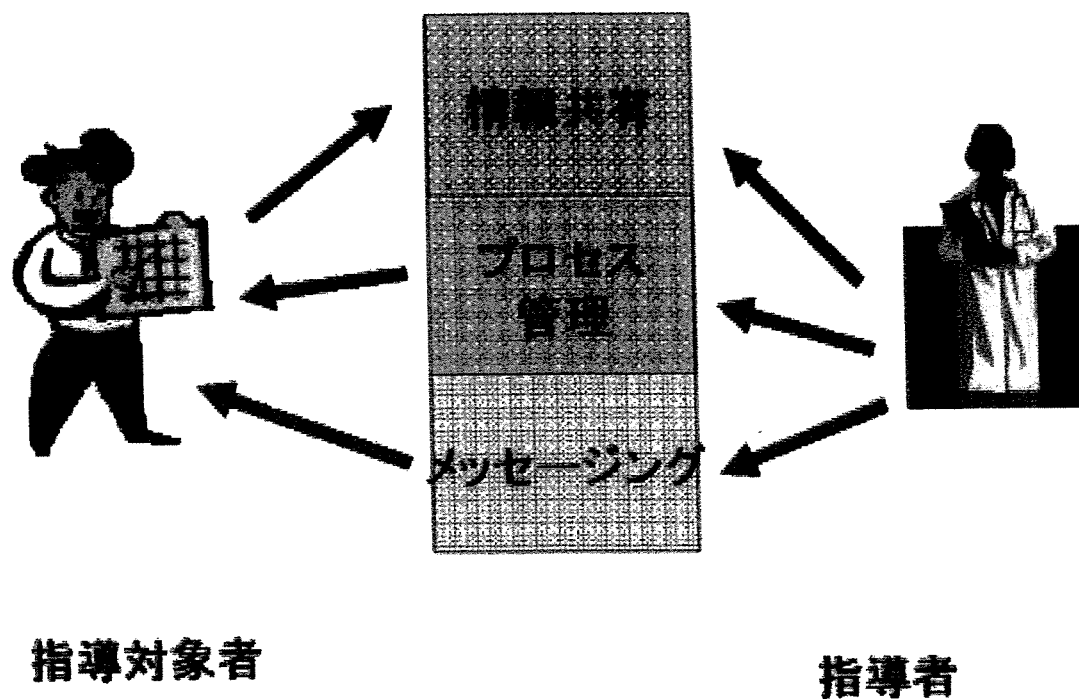 情報共有
プロセス
管理
メッセージング
指導対象者
指導者